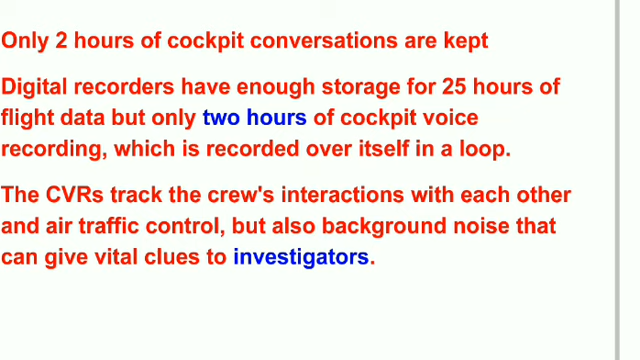 Only 2 hours of cockpit conversations are kept
Digital recorders have enough storage for 25 hours of
flight data but only two hours of cockpit voice
recording, which is recorded over itself in a loop.
The CVRs track the crew's interactions with each other
and air traffic control, but also background noise that
can give vital clues to investigators.